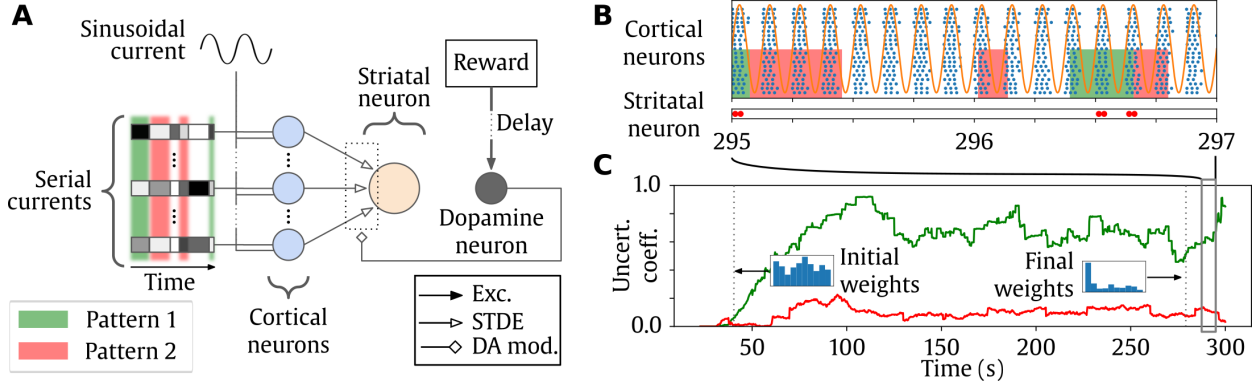 A
Sinusoidal
current
Striatal
neuron
Reward
Delay
Serial
currents
Dopamine
neuron
Time
Cortical
neurons
Pattern 1
Pattern 2
Exc.
STDE
DA mod.
B
Cortical
neurons
Stritatal
neuron
295
296
297
C
Uncert.
coeff.
1.0
0.0
Initial
weights
Final
weights
50
100
150
200
250
300
Time (s)